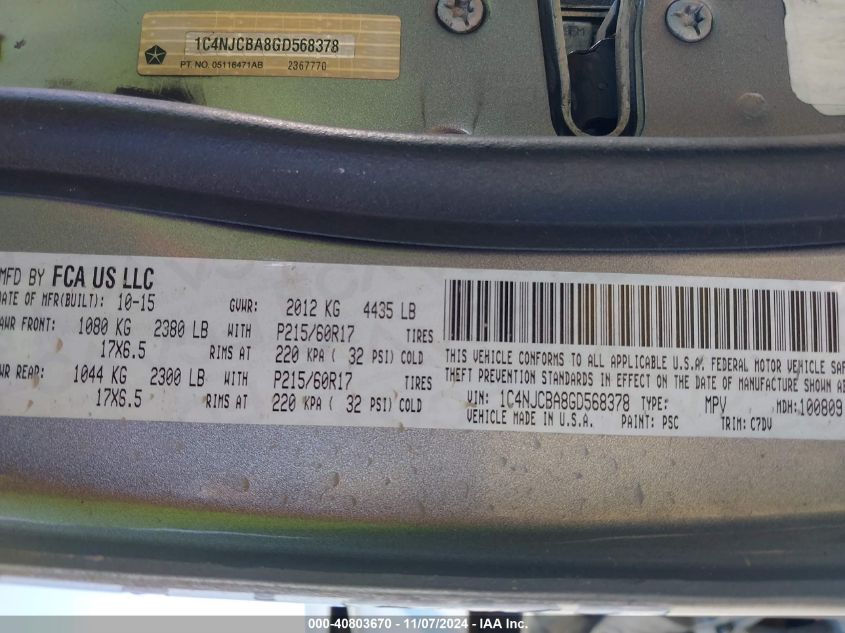 1C4NJCBA8GD568378
PT. NO. 05116471AB 2367770
MFD BY FCA US LLC
DATE OF MFR(BUILT): 10-15 GVWR: 2012 KG 4435 LB
AWR FRONT: 1080 KG 2380 LB WITH P215/60R17 TIRES
17X6.5 RIMS AT 220 KPA ( 32 PSI) COLD
WR REAR: 1044 KG 2300 LB WITH P215/60R17 TIRES
17X6.5 RIMS AT 220 KPA ( 32 PSI) COLD
THIS VEHICLE CONFORMS TO ALL APPLICABLE U.S.A. FEDERAL MOTOR VEHICLE SAF
THEFT PREVENTION STANDARDS IN EFFECT ON THE DATE OF MANUFACTURE SHOWN AB
VIN: 1C4NJCBA8GD568378 TYPE: MPV MDH:100809
VEHICLE MADE IN U.S.A. PAINT: PSC TRIM: C7DV
000-40803670 - 11/07/2024 - IAA Inc.